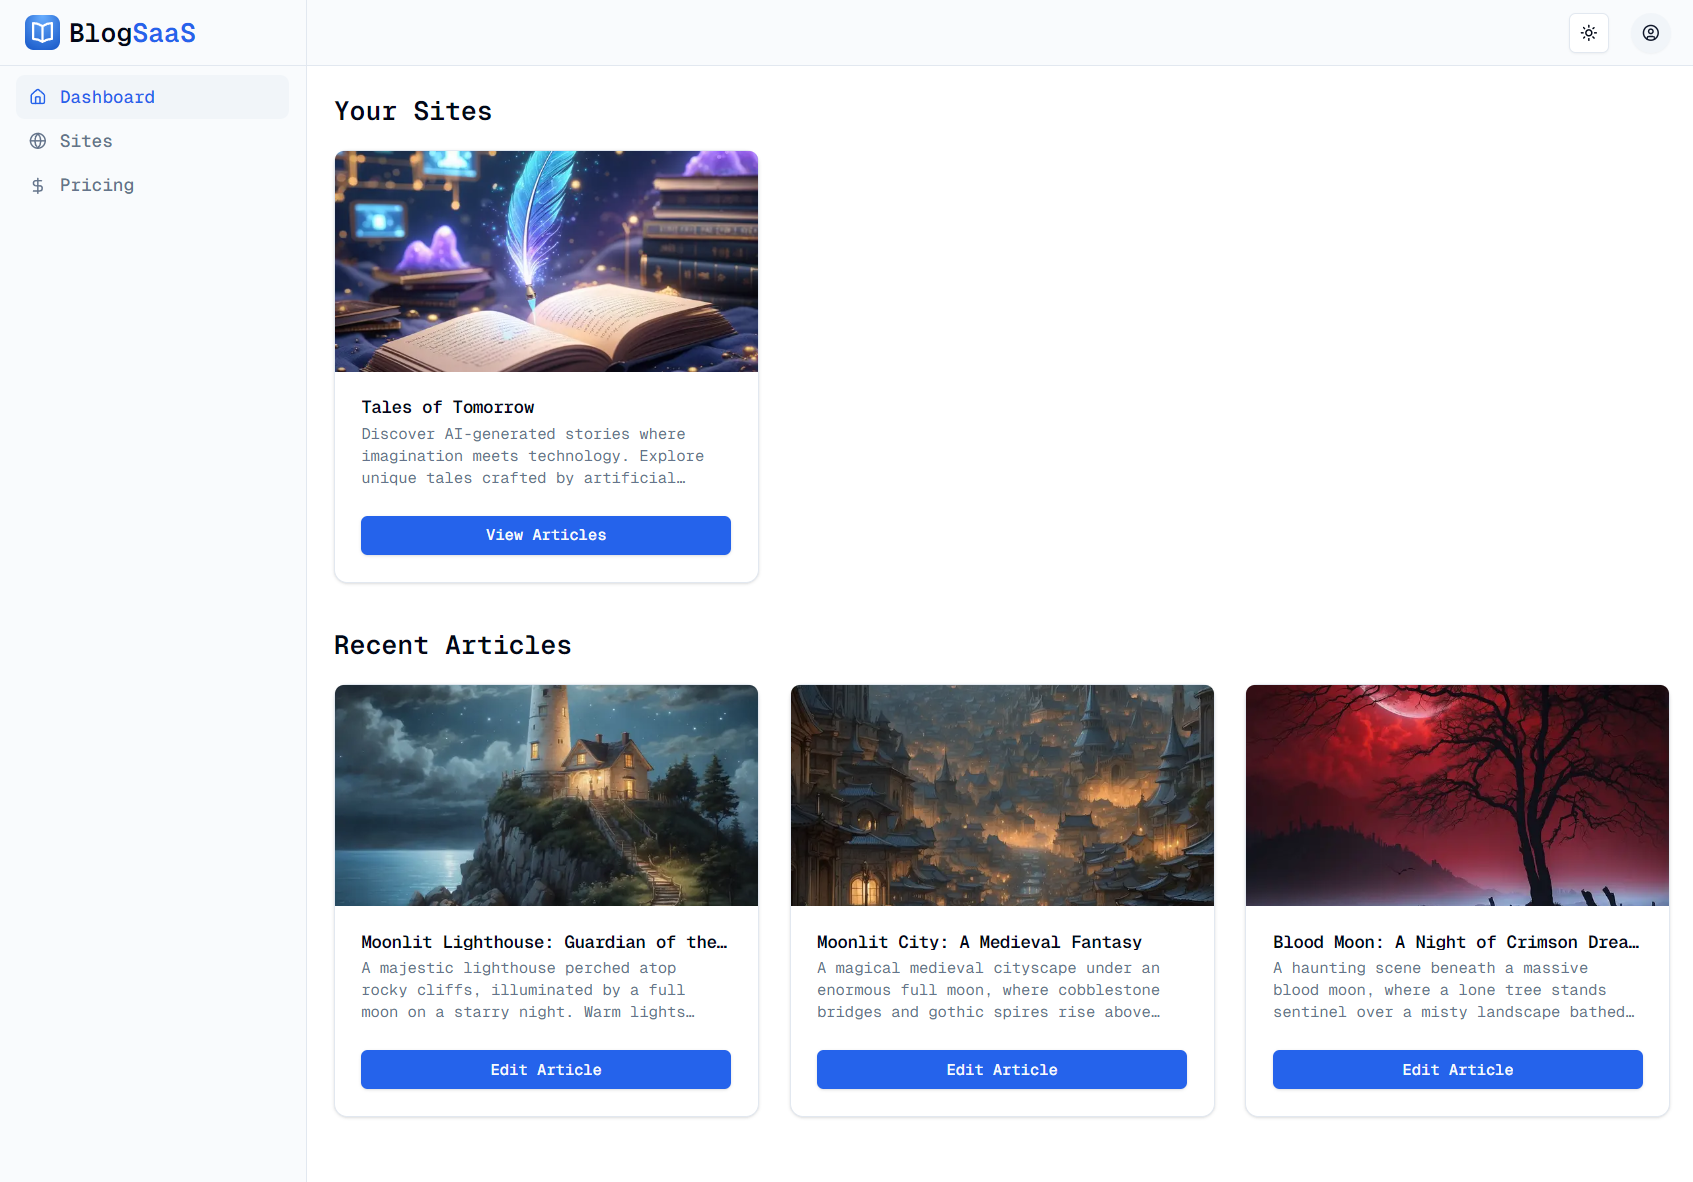 BlogSaaS
Dashboard
Sites
Pricing
Your Sites
Tales of Tomorrow
Discover AI-generated stories where
imagination meets technology. Explore
unique tales crafted by artificial…
View Articles
Recent Articles
Moonlit Lighthouse: Guardian of the…
A majestic lighthouse perched atop
rocky cliffs, illuminated by a full
moon on a starry night. Warm lights…
Edit Article
Moonlit City: A Medieval Fantasy
A magical medieval cityscape under an
enormous full moon, where cobblestone
bridges and gothic spires rise above…
Edit Article
Blood Moon: A Night of Crimson Drea…
A haunting scene beneath a massive
blood moon, where a lone tree stands
sentinel over a misty landscape bathed…
Edit Article